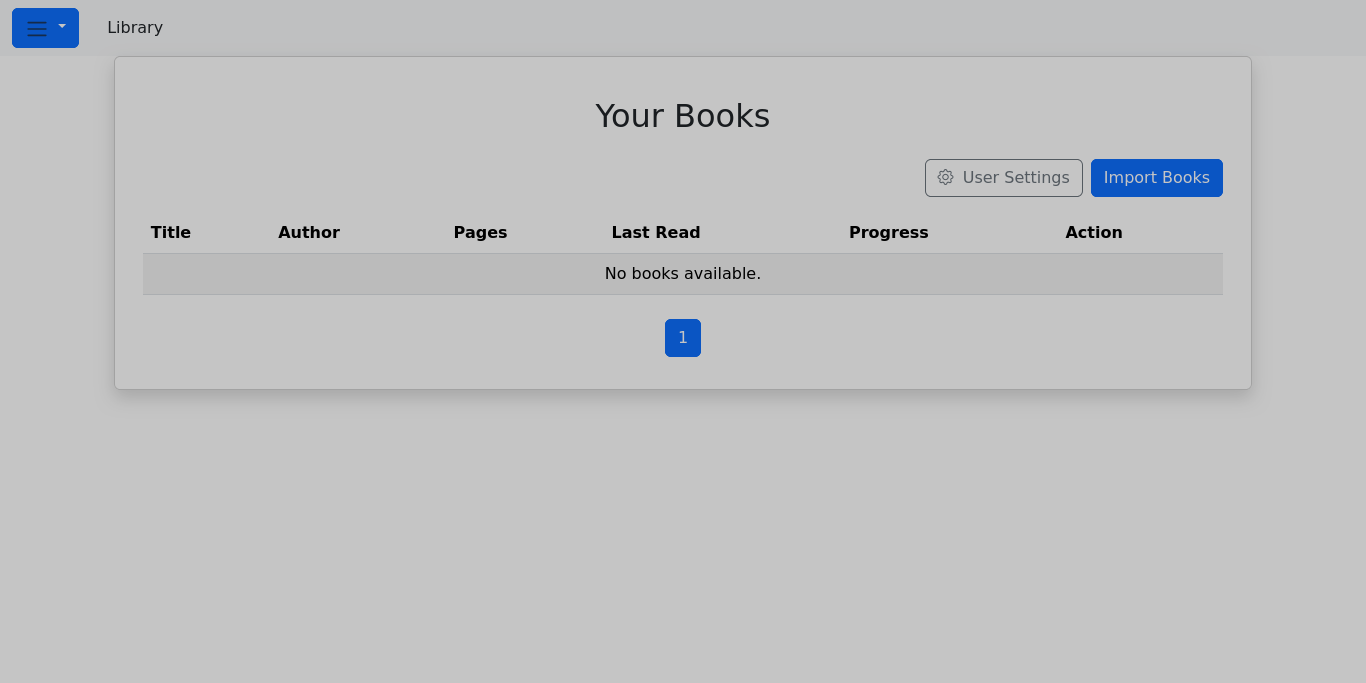 Library
Your Books
User Settings Import Books
Title Author Pages Last Read Progress Action
No books available.
1